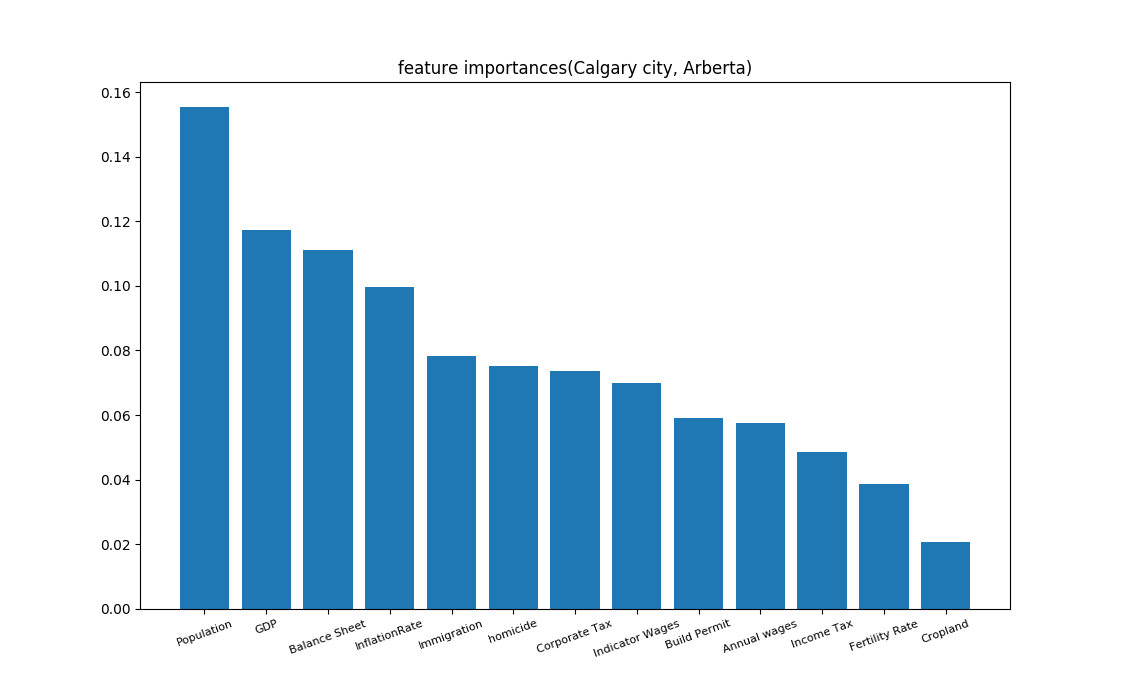 feature importances(Calgary city, Arberta)
0.16
0.14
0.12
0.10
0.08
0.06
0.04
0.02
0.00
Population
GDP
Balance Sheet
InflationRate
Immigration
homicide
Corporate Tax
Indicator Wages
Build Permit
Annual wages
Income Tax
Fertility Rate
Cropland